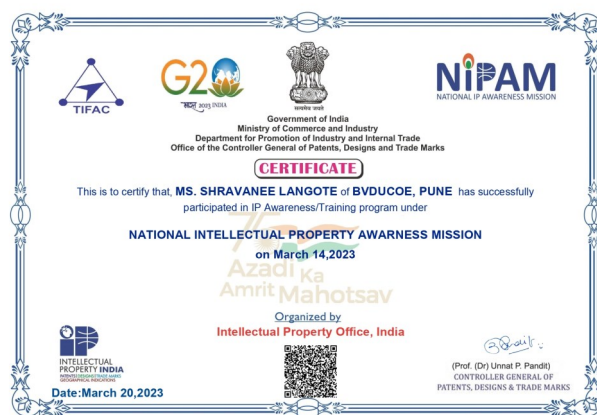 TIFAC
G20
भारत 2023 INDIA
सत्यमेव जयते
NiPAM
NATIONAL IP AWARENESS MISSION
Government of India
Ministry of Commerce and Industry
Department for Promotion of Industry and Internal Trade
Office of the Controller General of Patents, Designs and Trade Marks
CERTIFICATE
This is to certify that, MS. SHRAVANEE LANGOTE of BVDUCOE, PUNE has successfully
participated in IP Awareness/Training program under
NATIONAL INTELLECTUAL PROPERTY AWARNESS MISSION
on March 14,2023
75
Azadi Ka
Amrit Mahotsav
Organized by
Intellectual Property Office, India
INTELLECTUAL
PROPERTY INDIA
PATENTS|DESIGNS|TRADE MARKS
GEOGRAPHICAL INDICATIONS
Date:March 20,2023
(Prof. (Dr) Unnat P. Pandit)
CONTROLLER GENERAL OF
PATENTS, DESIGNS & TRADE MARKS